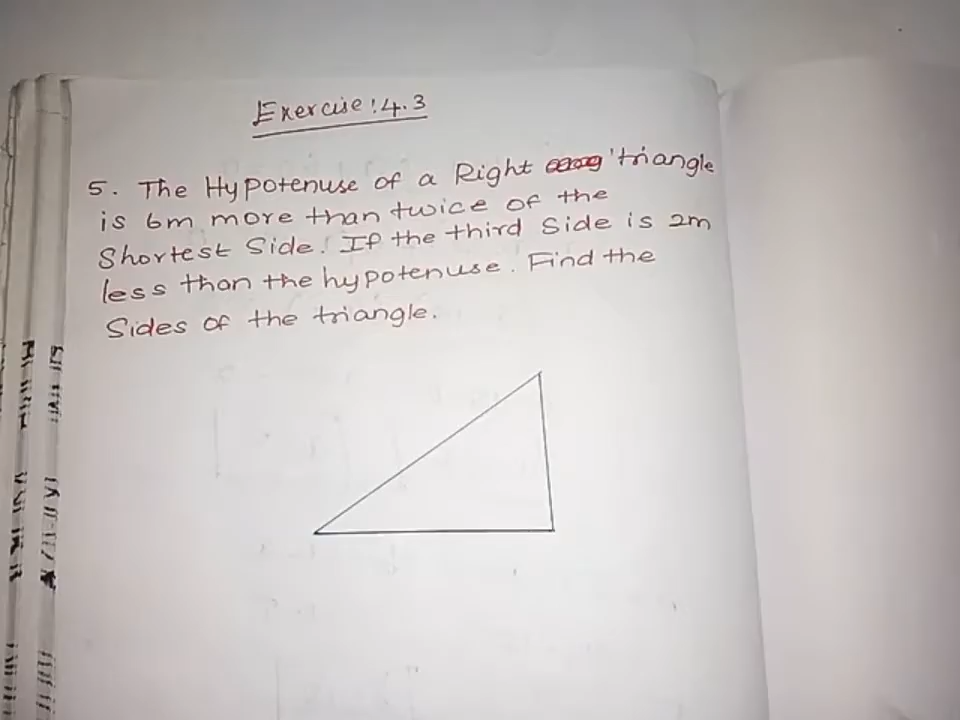 Exercise: 4.3
5. The Hypotenuse of a Right triangle
is 6m more than twice of the
Shortest Side. If the third Side is 2m
less than the hypotenuse. Find the
Sides of the triangle.